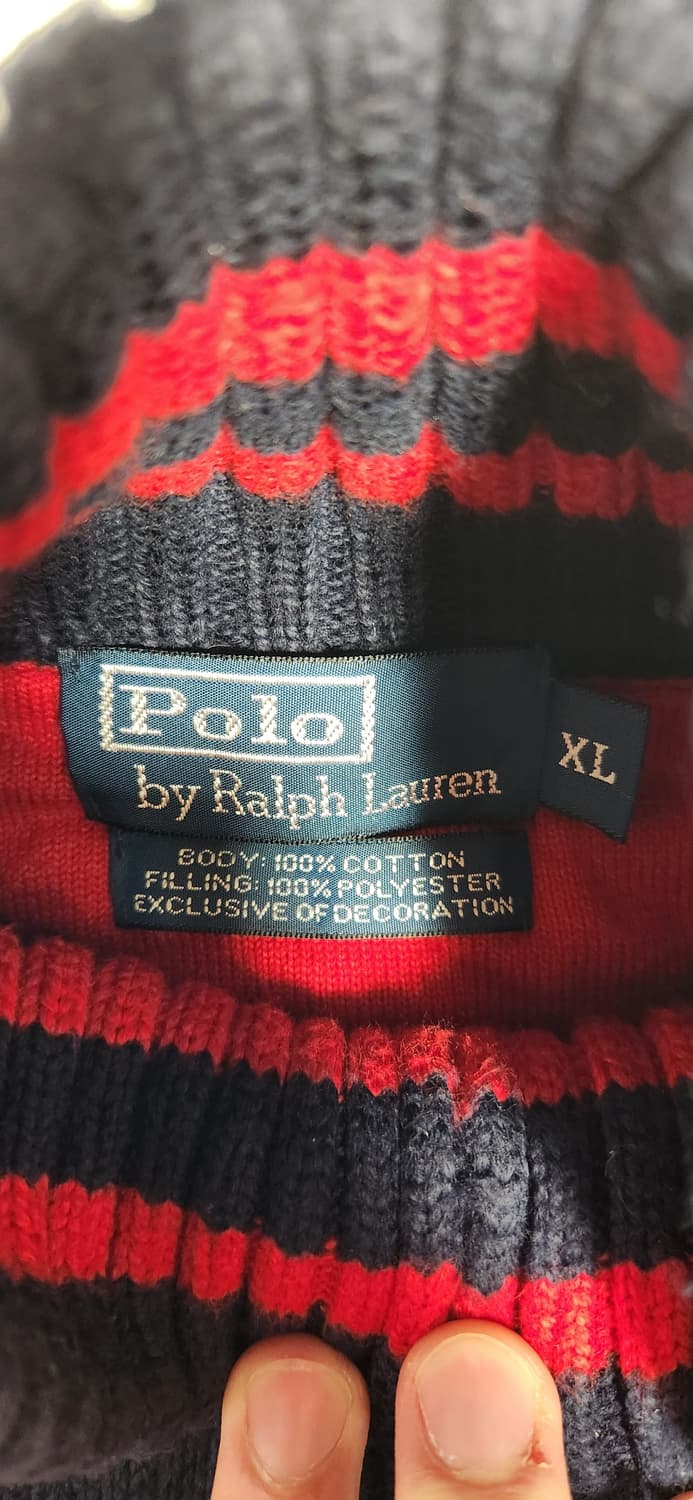 Polo
by Ralph Lauren
XL
BODY: 100% COTTON
FILLING: 100% POLYESTER
EXCLUSIVE OF DECORATION